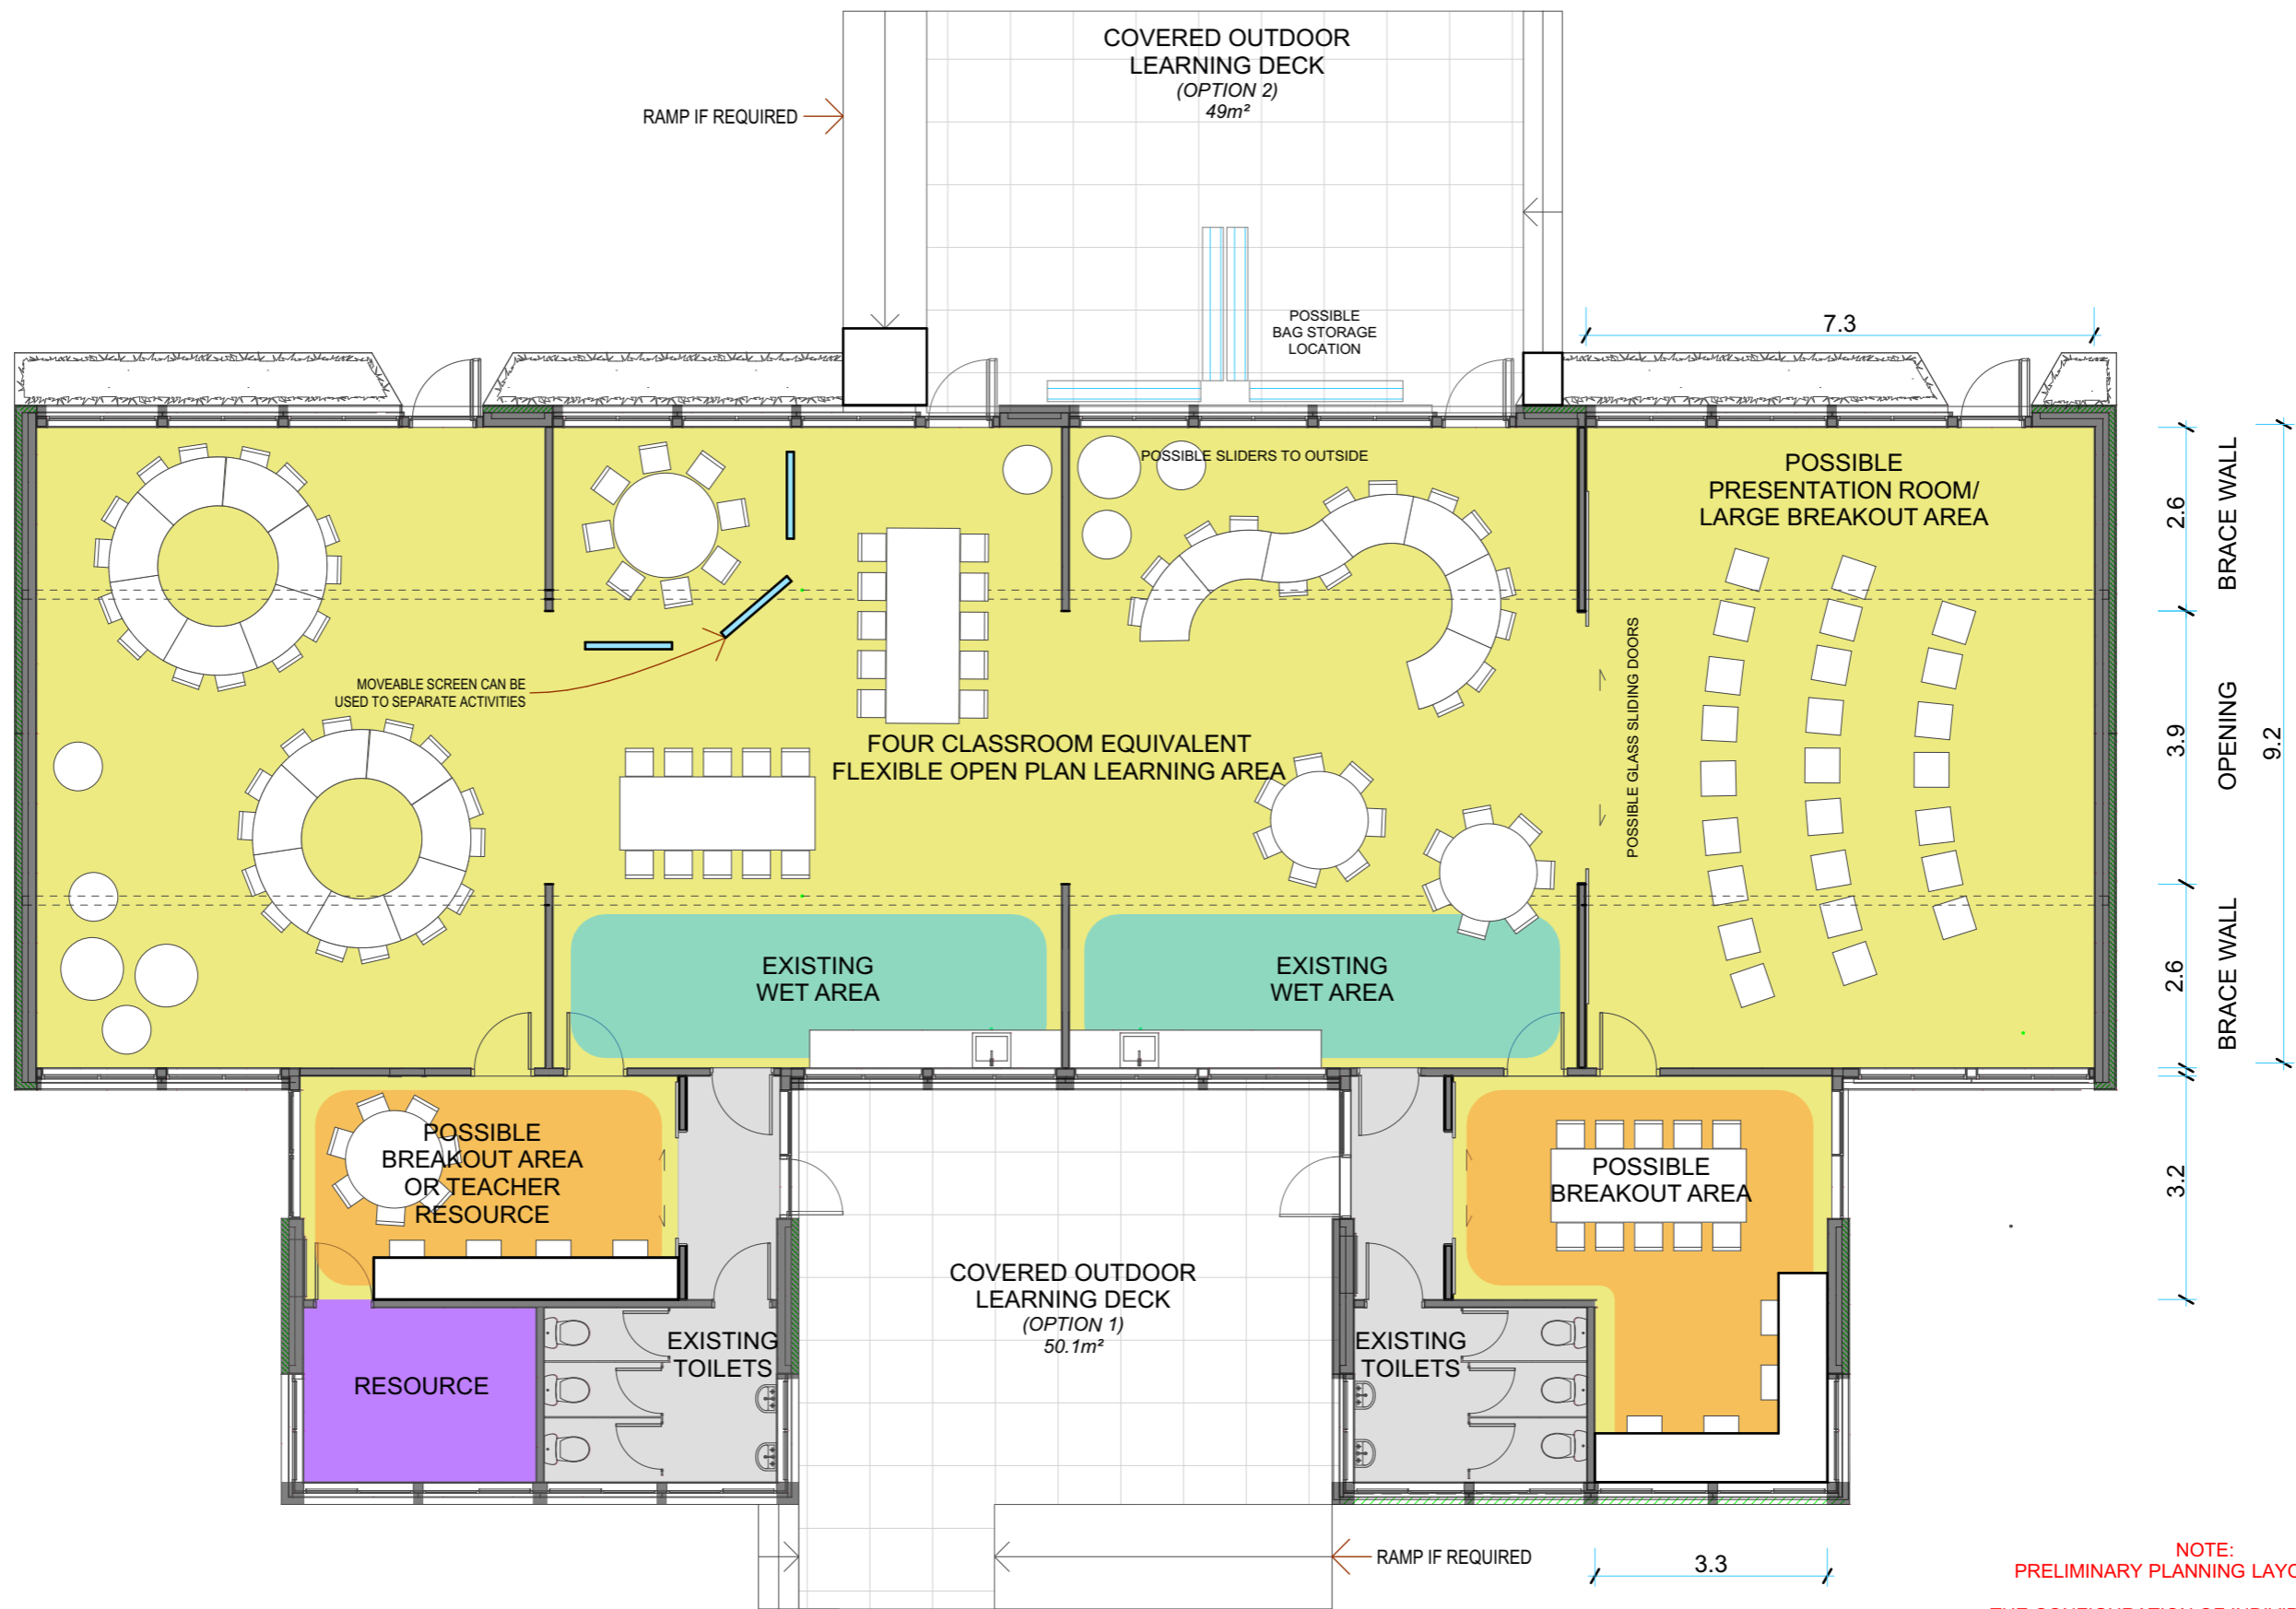 COVERED OUTDOOR
LEARNING DECK
(OPTION 2)
49m²
RAMP IF REQUIRED
POSSIBLE
BAG STORAGE
LOCATION
7.3
POSSIBLE SLIDERS TO OUTSIDE
POSSIBLE
PRESENTATION ROOM/
LARGE BREAKOUT AREA
2.6
BRACE WALL
MOVEABLE SCREEN CAN BE
USED TO SEPARATE ACTIVITIES
FOUR CLASSROOM EQUIVALENT
FLEXIBLE OPEN PLAN LEARNING AREA
POSSIBLE GLASS SLIDING DOORS
3.9
OPENING
9.2
EXISTING
WET AREA
EXISTING
WET AREA
2.6
BRACE WALL
POSSIBLE
BREAKOUT AREA
OR TEACHER
RESOURCE
POSSIBLE
BREAKOUT AREA
3.2
COVERED OUTDOOR
LEARNING DECK
(OPTION 1)
50.1m²
EXISTING
TOILETS
EXISTING
TOILETS
RESOURCE
RAMP IF REQUIRED
3.3
NOTE:
PRELIMINARY PLANNING